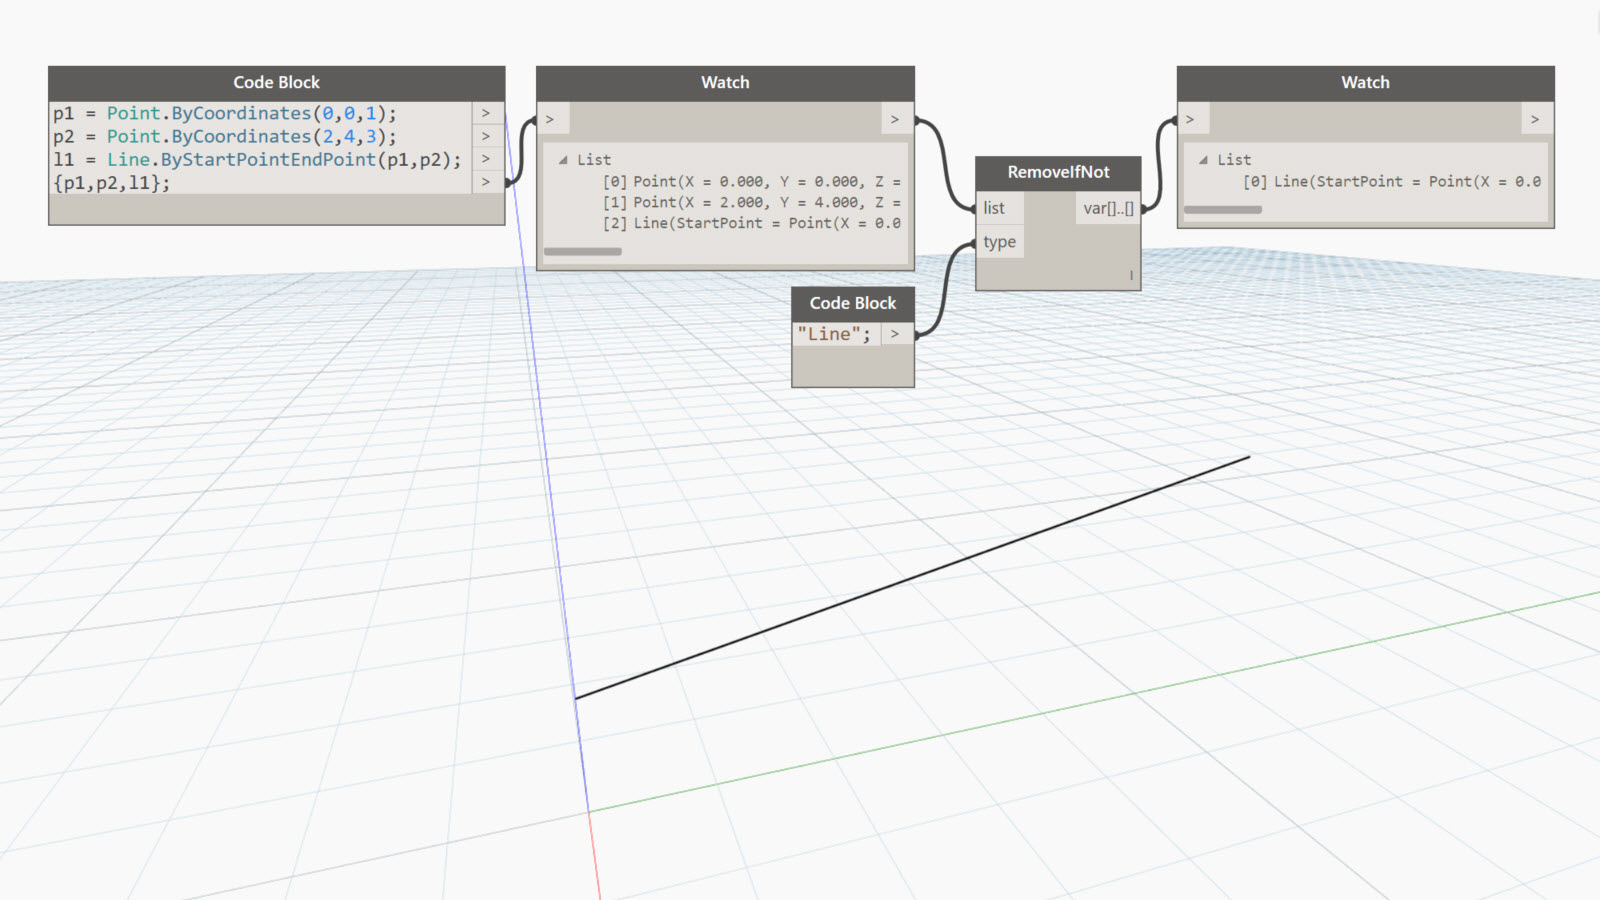 Code Block
p1 = Point.ByCoordinates(0,0,1); >
p2 = Point.ByCoordinates(2,4,3); >
l1 = Line.ByStartPointEndPoint(p1,p2); >
{p1,p2,l1}; >
Watch
> >
List
[0] Point(X = 0.000, Y = 0.000, Z =
[1] Point(X = 2.000, Y = 4.000, Z =
[2] Line(StartPoint = Point(X = 0.0
Code Block
"Line"; >
RemoveIfNot
list var[]..[]
type
l
Watch
> >
List
[0] Line(StartPoint = Point(X = 0.0